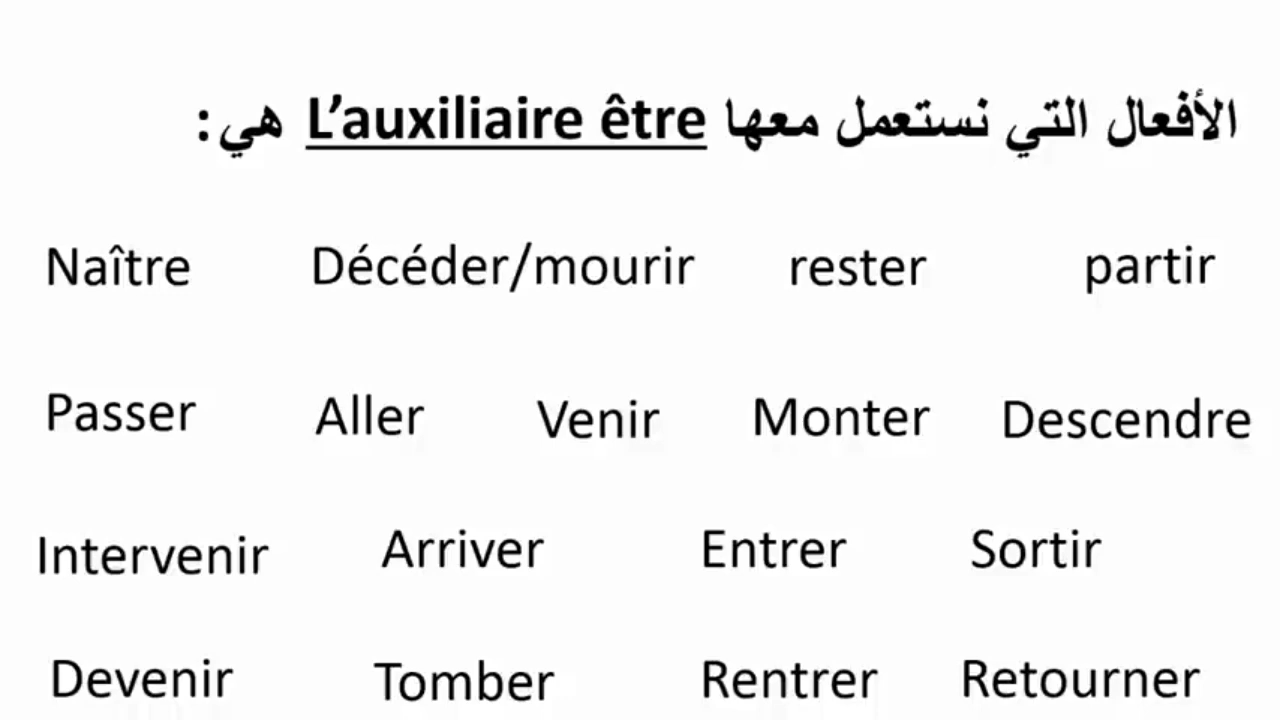 الأفعال التي نستعمل معها L’auxiliaire être هي :
Naître Décéder/mourir rester partir
Passer Aller Venir Monter Descendre
Intervenir Arriver Entrer Sortir
Devenir Tomber Rentrer Retourner